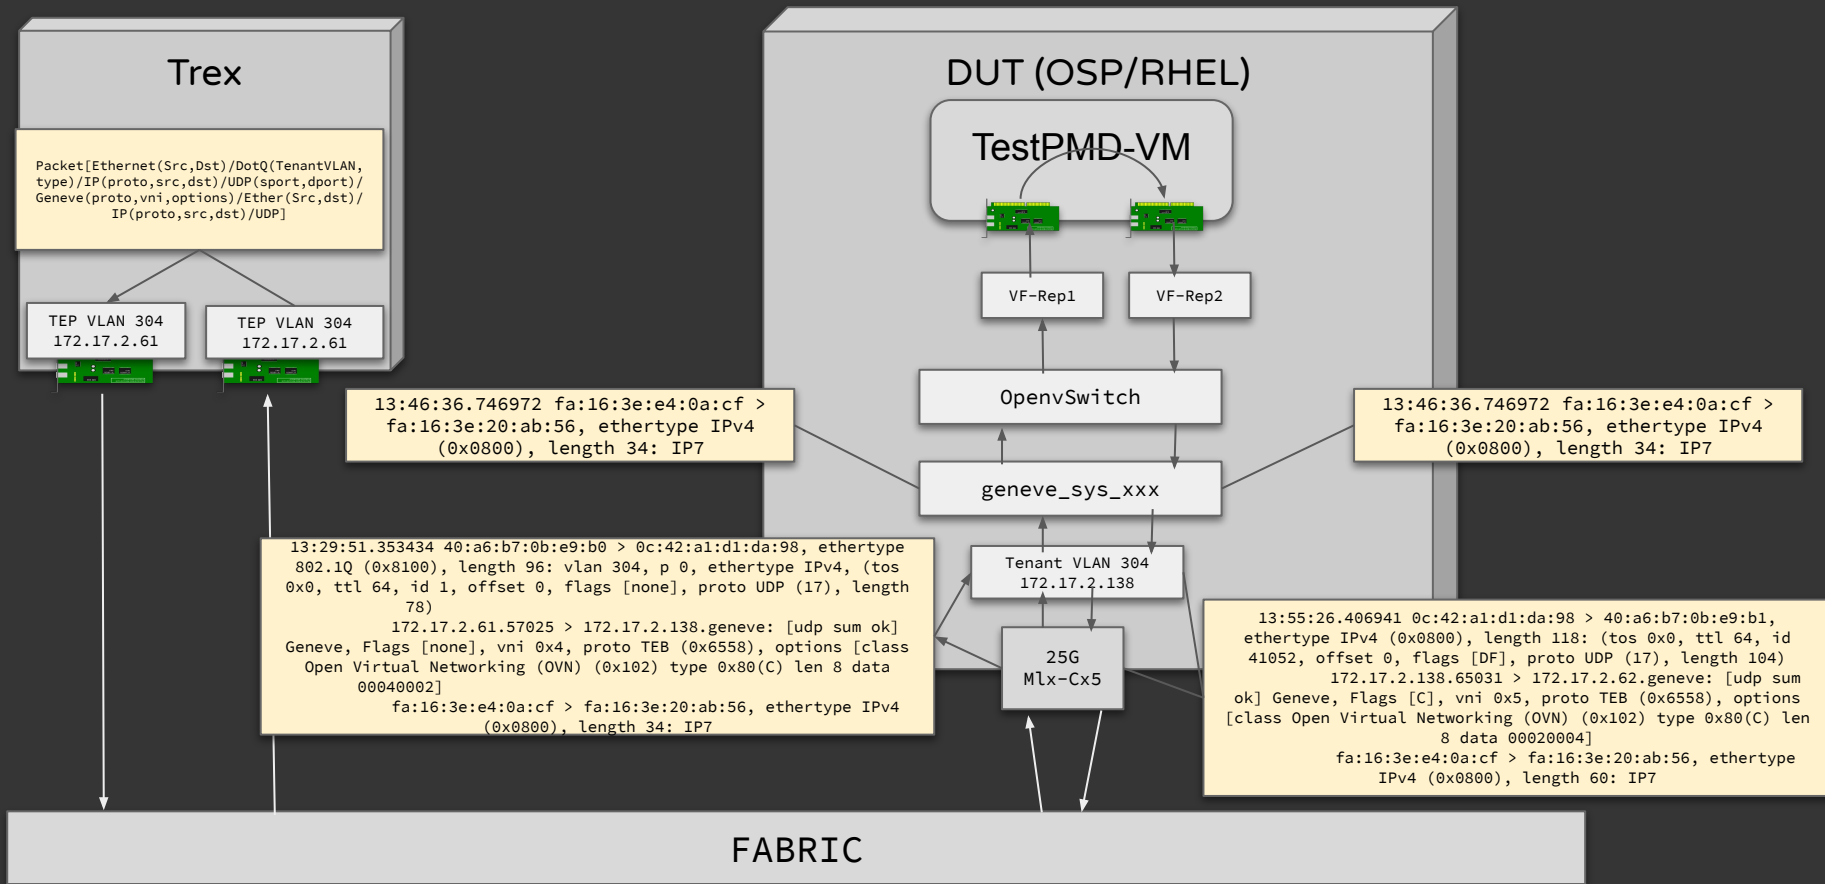 Trex
Packet[Ethernet(Src,Dst)/DotQ(TenantVLAN,
type)/IP(proto,src,dst)/UDP(sport,dport)/
Geneve(proto,vni,options)/Ether(Src,dst)/
IP(proto,src,dst)/UDP]
TEP VLAN 304
172.17.2.61
TEP VLAN 304
172.17.2.61
DUT (OSP/RHEL)
TestPMD-VM
VF-Rep1
VF-Rep2
OpenvSwitch
13:46:36.746972 fa:16:3e:e4:0a:cf >
fa:16:3e:20:ab:56, ethertype IPv4
(0x0800), length 34: IP7
13:46:36.746972 fa:16:3e:e4:0a:cf >
fa:16:3e:20:ab:56, ethertype IPv4
(0x0800), length 34: IP7
geneve_sys_xxx
13:29:51.353434 40:a6:b7:0b:e9:b0 > 0c:42:a1:d1:da:98, ethertype
802.1Q (0x8100), length 96: vlan 304, p 0, ethertype IPv4, (tos
0x0, ttl 64, id 1, offset 0, flags [none], proto UDP (17), length
78)
172.17.2.61.57025 > 172.17.2.138.geneve: [udp sum ok]
Geneve, Flags [none], vni 0x4, proto TEB (0x6558), options [class
Open Virtual Networking (OVN) (0x102) type 0x80(C) len 8 data
00040002]
fa:16:3e:e4:0a:cf > fa:16:3e:20:ab:56, ethertype IPv4
(0x0800), length 34: IP7
Tenant VLAN 304
172.17.2.138
25G
Mlx-Cx5
13:55:26.406941 0c:42:a1:d1:da:98 > 40:a6:b7:0b:e9:b1,
ethertype IPv4 (0x0800), length 118: (tos 0x0, ttl 64, id
41052, offset 0, flags [DF], proto UDP (17), length 104)
172.17.2.138.65031 > 172.17.2.62.geneve: [udp sum
ok] Geneve, Flags [C], vni 0x5, proto TEB (0x6558), options
[class Open Virtual Networking (OVN) (0x102) type 0x80(C) len
8 data 00020004]
fa:16:3e:e4:0a:cf > fa:16:3e:20:ab:56, ethertype
IPv4 (0x0800), length 60: IP7
FABRIC